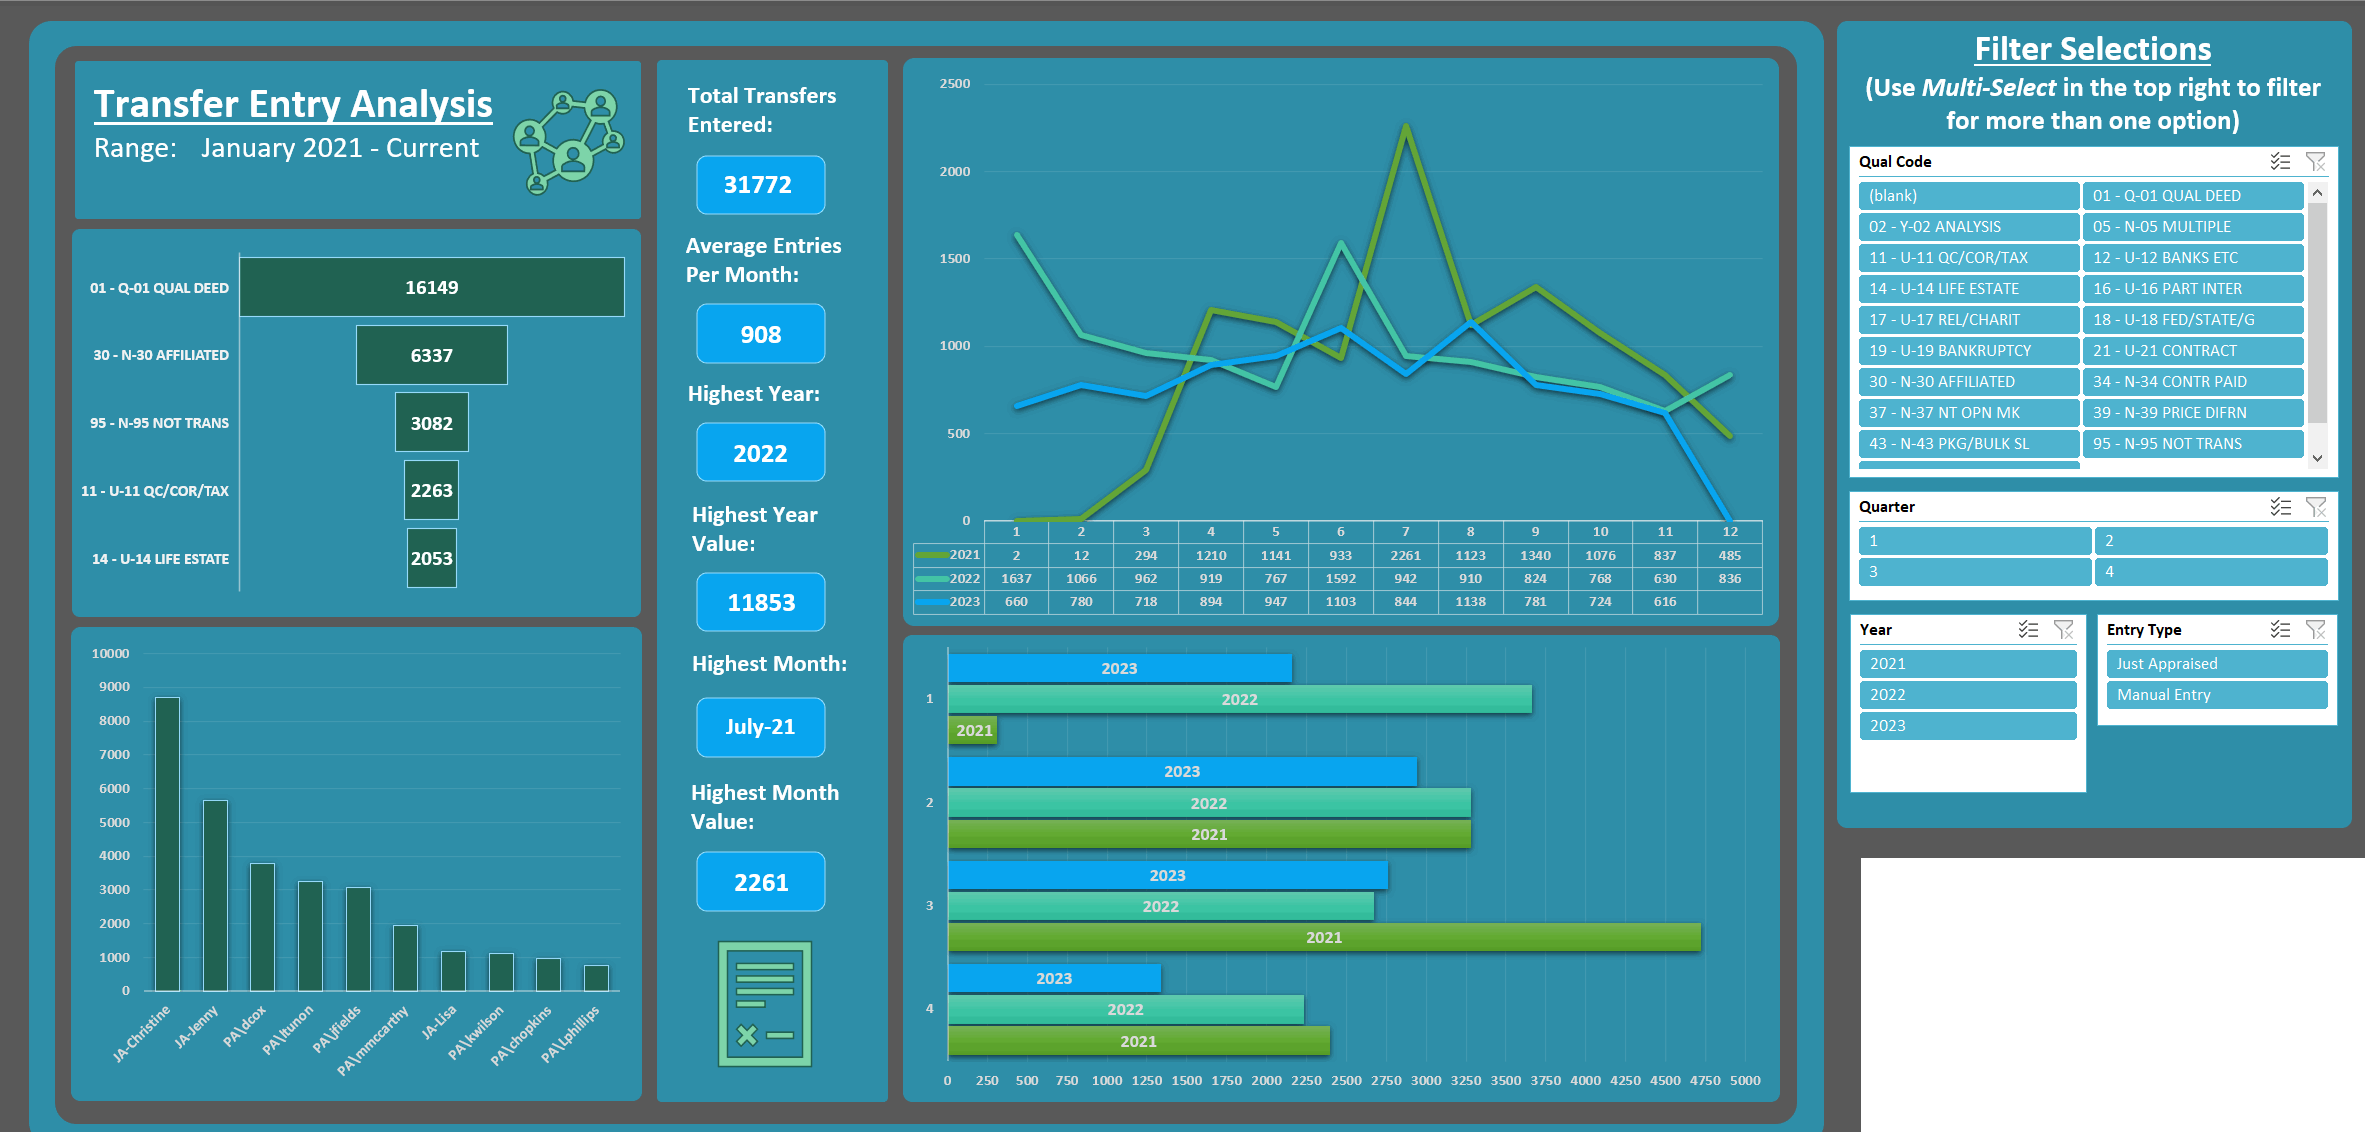 Transfer Entry Analysis
Range: January 2021 - Current
01 - Q-01 QUAL DEED 16149
30 - N-30 AFFILIATED 6337
95 - N-95 NOT TRANS 3082
11 - U-11 QC/COR/TAX 2263
14 - U-14 LIFE ESTATE 2053
10000
9000
8000
7000
6000
5000
4000
3000
2000
1000
0
JA-Christine
JA-Jenny
PA\dcox
PA\ltunon
PA\jfields
PA\mmccarthy
JA-Lisa
PA\kwilson
PA\chopkins
PA\Lphillips
Total Transfers
Entered:
31772
Average Entries
Per Month:
908
Highest Year:
2022
Highest Year
Value:
11853
Highest Month:
July-21
Highest Month
Value:
2261
2500
2000
1500
1000
500
0
1 2 3 4 5 6 7 8 9 10 11 12
2021 2 12 294 1210 1141 933 2261 1123 1340 1076 837 485
2022 1637 1066 962 919 767 1592 942 910 824 768 630 836
2023 660 780 718 894 947 1103 844 1138 781 724 616
2023
1 2022
2021
2023
2 2022
2021
2023
3 2022
2021
2023
4 2022
2021
0 250 500 750 1000 1250 1500 1750 2000 2250 2500 2750 3000 3250 3500 3750 4000 4250 4500 4750 5000
Filter Selections
(Use Multi-Select in the top right to filter
for more than one option)
Qual Code
(blank) 01 - Q-01 QUAL DEED
02 - Y-02 ANALYSIS 05 - N-05 MULTIPLE
11 - U-11 QC/COR/TAX 12 - U-12 BANKS ETC
14 - U-14 LIFE ESTATE 16 - U-16 PART INTER
17 - U-17 REL/CHARIT 18 - U-18 FED/STATE/G
19 - U-19 BANKRUPTCY 21 - U-21 CONTRACT
30 - N-30 AFFILIATED 34 - N-34 CONTR PAID
37 - N-37 NT OPN MK 39 - N-39 PRICE DIFRN
43 - N-43 PKG/BULK SL 95 - N-95 NOT TRANS
Quarter
1 2
3 4
Year
2021
2022
2023
Entry Type
Just Appraised
Manual Entry